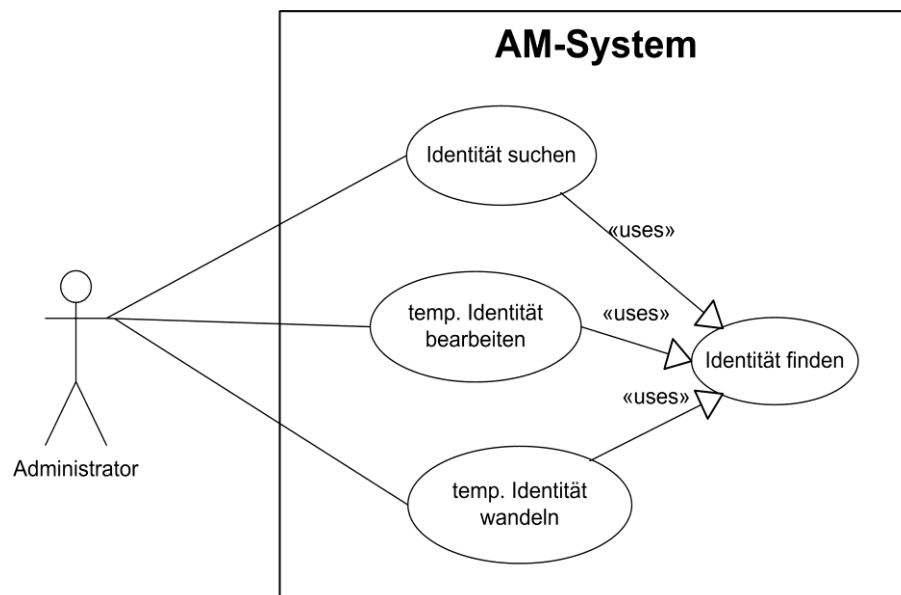 AM-System
Identität suchen
«uses»
temp. Identität
bearbeiten
«uses»
Identität finden
«uses»
temp. Identität
wandeln
Administrator